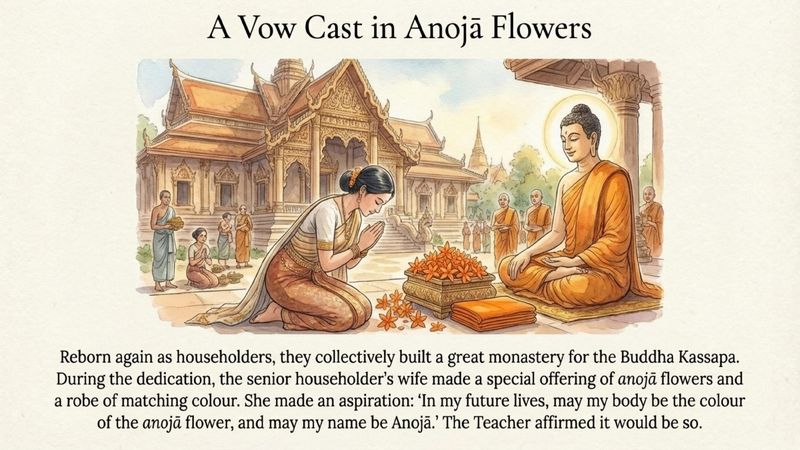 A Vow Cast in Anojā Flowers
Reborn again as householders, they collectively built a great monastery for the Buddha Kassapa.
During the dedication, the senior householder’s wife made a special offering of anojā flowers and
a robe of matching colour. She made an aspiration: ‘In my future lives, may my body be the colour
of the anojā flower, and may my name be Anojā.’ The Teacher affirmed it would be so.